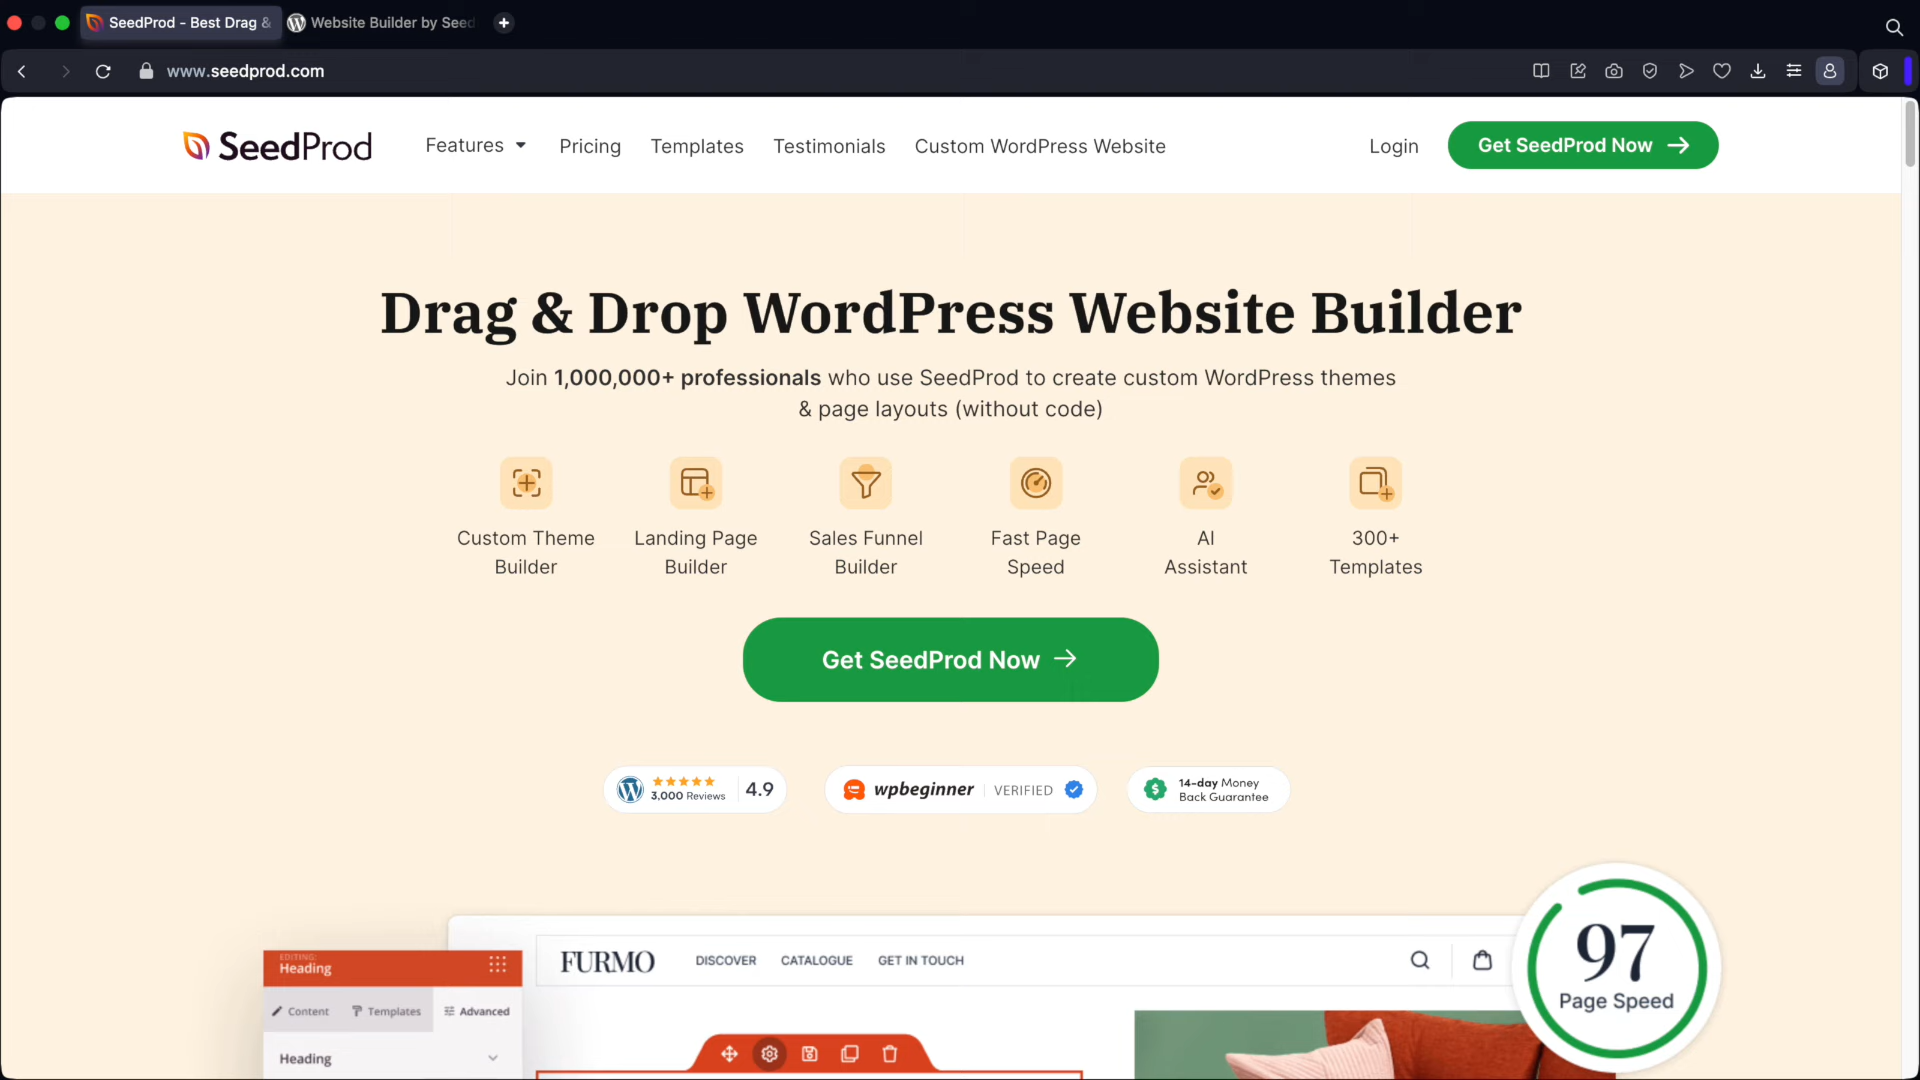 SeedProd - Best Drag &
Website Builder by Seed
www.seedprod.com
SeedProd
Features
Pricing
Templates
Testimonials
Custom WordPress Website
Login
Get SeedProd Now
Drag & Drop WordPress Website Builder
Join 1,000,000+ professionals who use SeedProd to create custom WordPress themes
& page layouts (without code)
Custom Theme
Builder
Landing Page
Builder
Sales Funnel
Builder
Fast Page
Speed
AI
Assistant
300+
Templates
Get SeedProd Now
3,000 Reviews
4.9
wpbeginner
VERIFIED
14-day Money
Back Guarantee
EDITING:
Heading
Content
Templates
Advanced
Heading
FURMO
DISCOVER
CATALOGUE
GET IN TOUCH
97
Page Speed